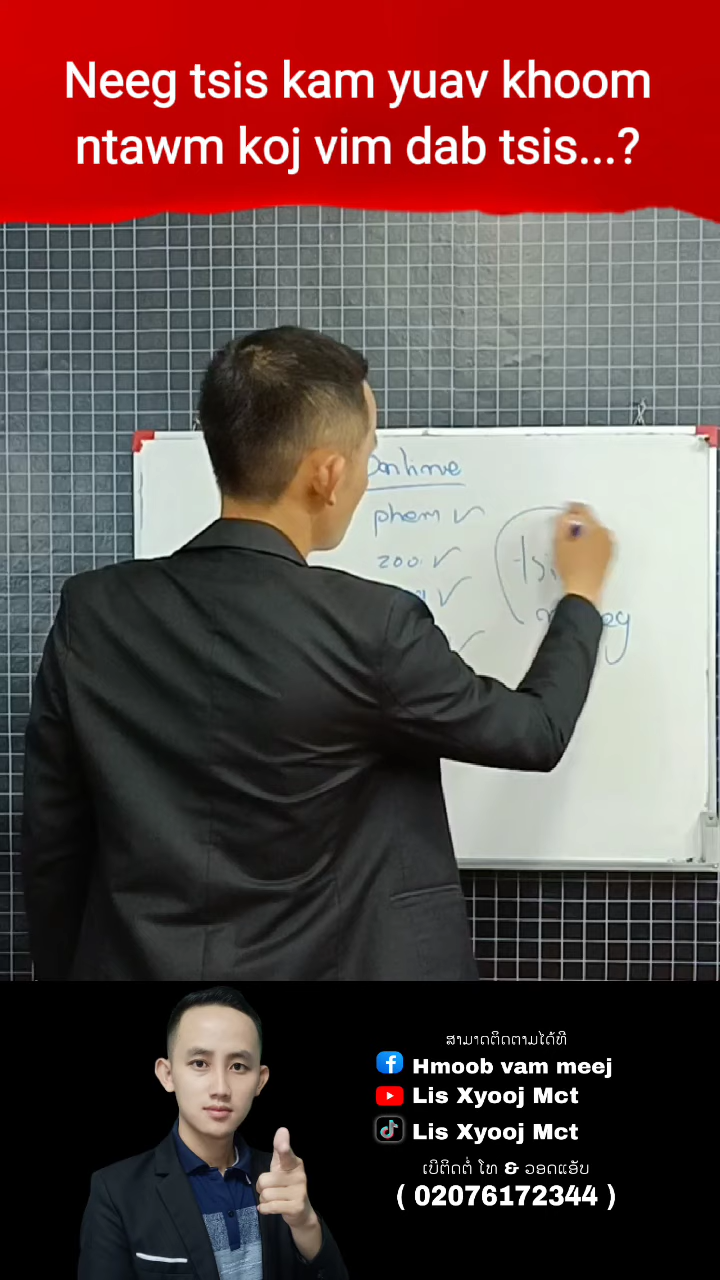 Neeg tsis kam yuav khoom
ntawm koj vim dab tsis...?
Online
phem ✓
200. ✓
ສາມາດຕິດຕາມໄດ້ທີ
Hmoob vam meej
Lis Xyooj Mct
Lis Xyooj Mct
ເບີຕິດຕໍ່ ໂທ & ວອດແອັບ
( 02076172344 )